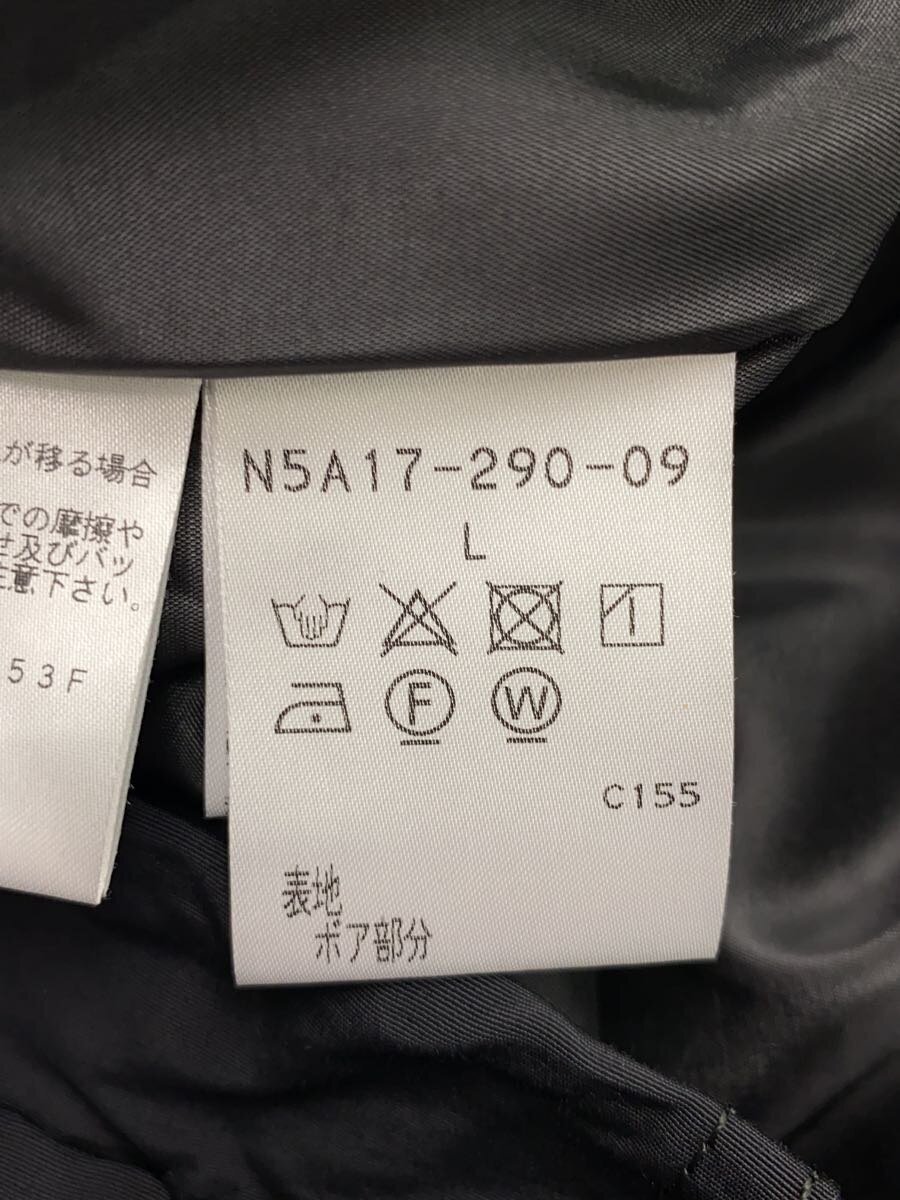 が移る場合
での摩擦や
せ及びバッ
注意下さい。
53F
N5A17-290-09
L
F W
C155
表地
ボア部分